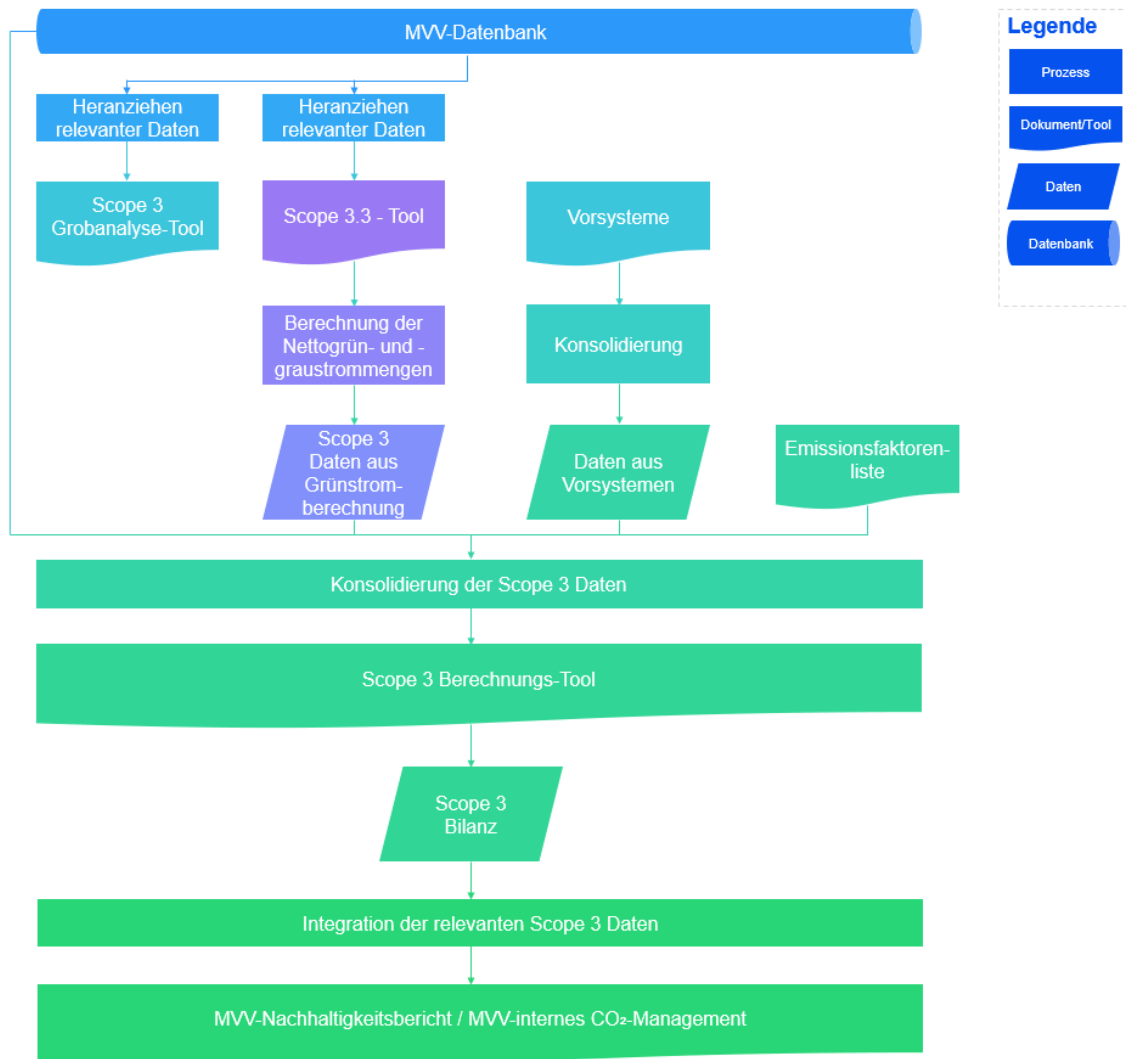 MVV-Datenbank
Legende
Prozess
Dokument/Tool
Daten
Datenbank
Heranziehen
relevanter Daten
Heranziehen
relevanter Daten
Scope 3
Grobanalyse-Tool
Scope 3.3 - Tool
Vorsysteme
Berechnung der
Nettogrün- und -
graustrommengen
Konsolidierung
Scope 3
Daten aus
Grünstrom-
berechnung
Daten aus
Vorsystemen
Emissionsfaktoren-
liste
Konsolidierung der Scope 3 Daten
Scope 3 Berechnungs-Tool
Scope 3
Bilanz
Integration der relevanten Scope 3 Daten
MVV-Nachhaltigkeitsbericht / MVV-internes CO₂-Management